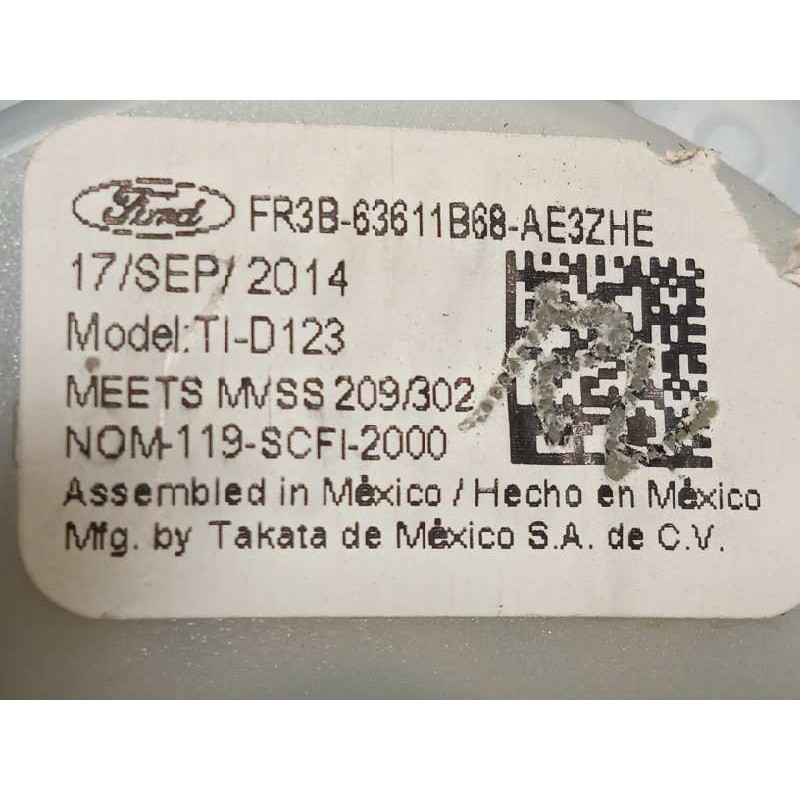 Ford FR3B-63611B68-AE3ZHE
17/SEP/2014
Model:TI-D123
MEETS MVSS 209/302
NOM-119-SCFI-2000
Assembled in México / Hecho en México
Mfg. by Takata de México S.A. de C.V.